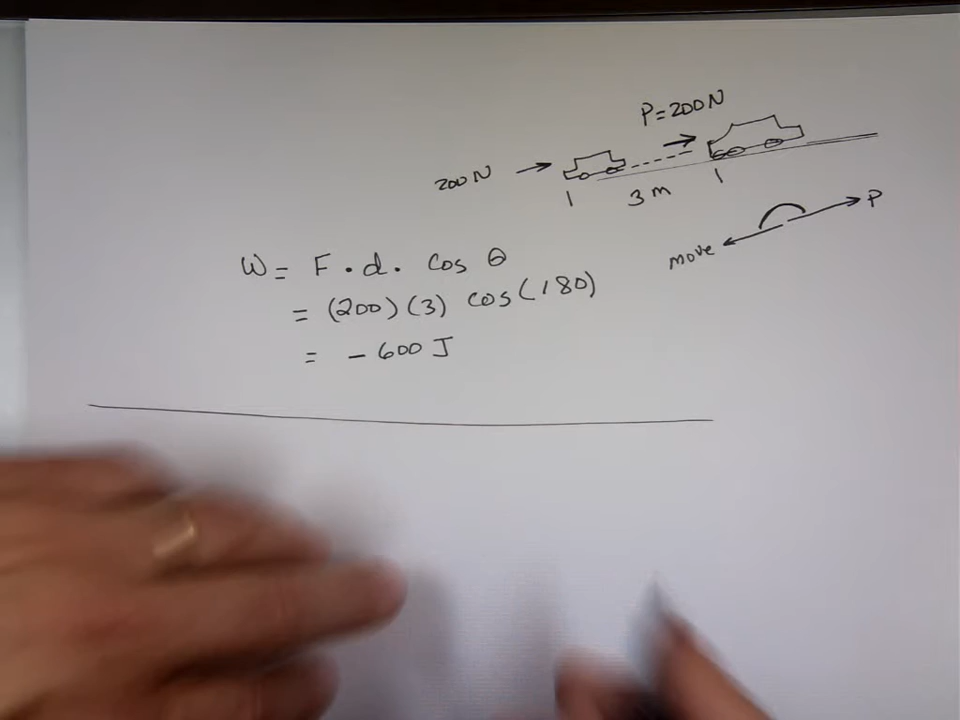 P=200N
200 N
1 3 m 1
move P
W = F · d · cos θ
= (200)(3) cos(180)
= - 600 J